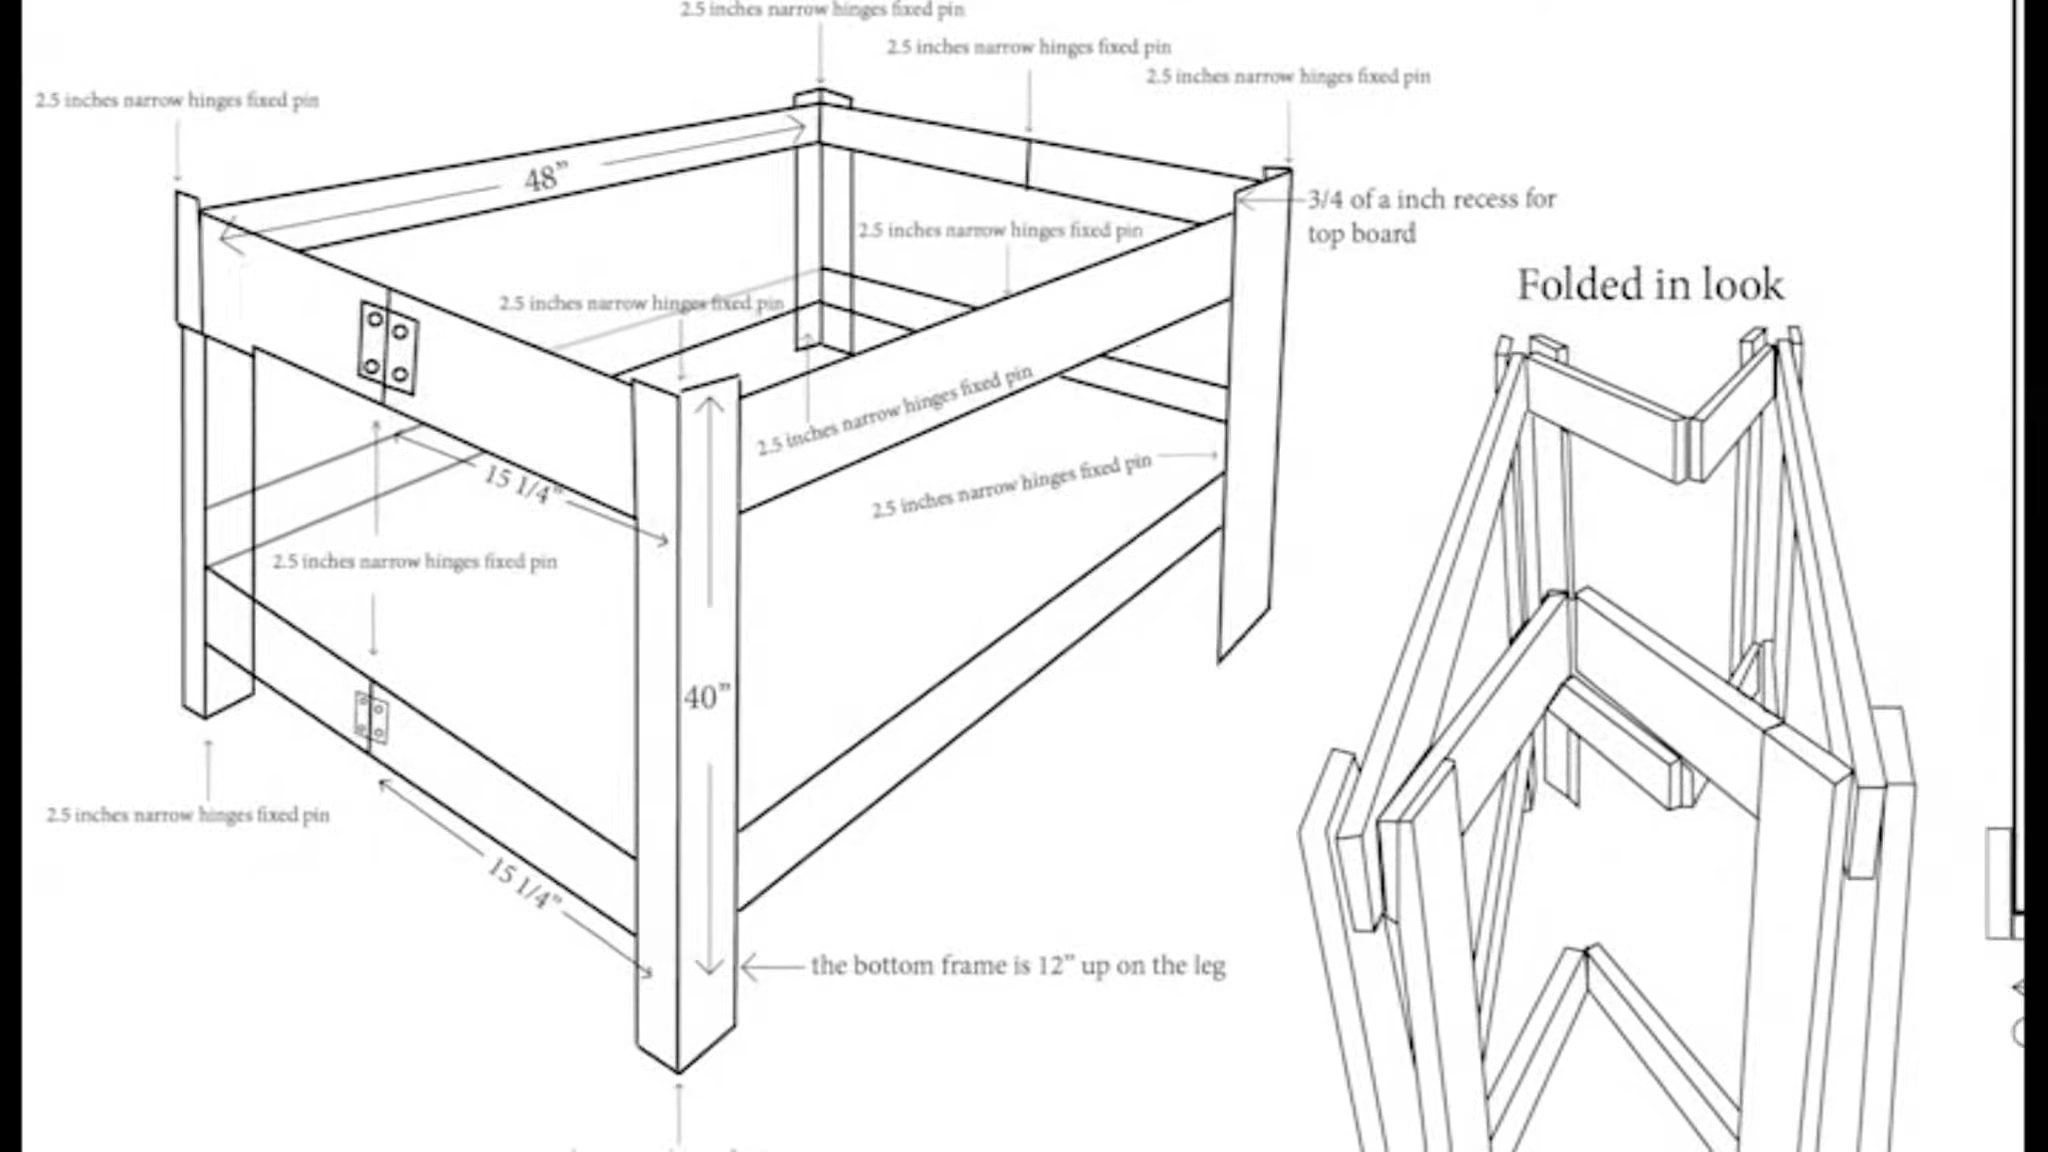 2.5 inches narrow hinges fixed pin
2.5 inches narrow hinges fixed pin
2.5 inches narrow hinges fixed pin
2.5 inches narrow hinges fixed pin
48”
3/4 of a inch recess for
top board
2.5 inches narrow hinges fixed pin
Folded in look
2.5 inches narrow hinges fixed pin
2.5 inches narrow hinges fixed pin
15 1/4”
2.5 inches narrow hinges fixed pin
2.5 inches narrow hinges fixed pin
40”
2.5 inches narrow hinges fixed pin
15 1/4”
the bottom frame is 12” up on the leg